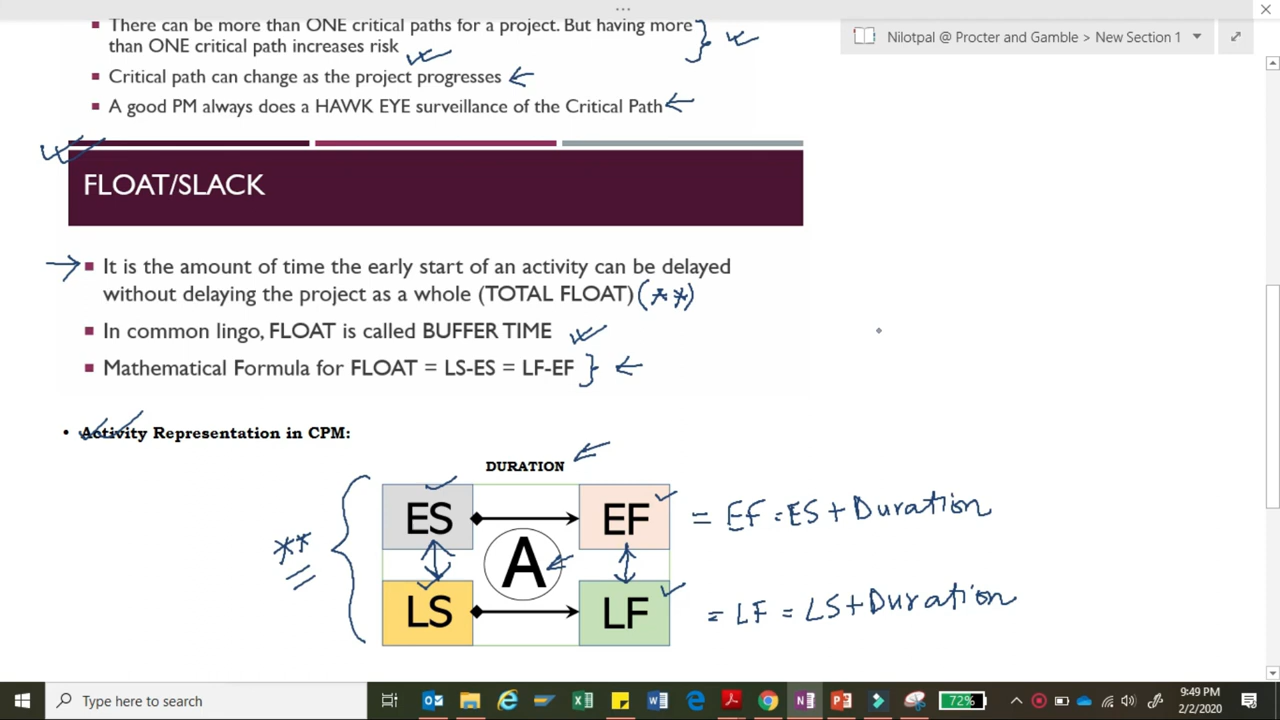 There can be more than ONE critical paths for a project. But having more
than ONE critical path increases risk
Nilotpal @ Procter and Gamble > New Section 1
Critical path can change as the project progresses
A good PM always does a HAWK EYE surveillance of the Critical Path
FLOAT/SLACK
It is the amount of time the early start of an activity can be delayed
without delaying the project as a whole (TOTAL FLOAT) (**)
In common lingo, FLOAT is called BUFFER TIME
Mathematical Formula for FLOAT = LS-ES = LF-EF
• Activity Representation in CPM:
DURATION
ES EF = EF = ES + Duration
** A
LS LF = LF = LS + Duration
Type here to search
72%
9:49 PM
2/2/2020